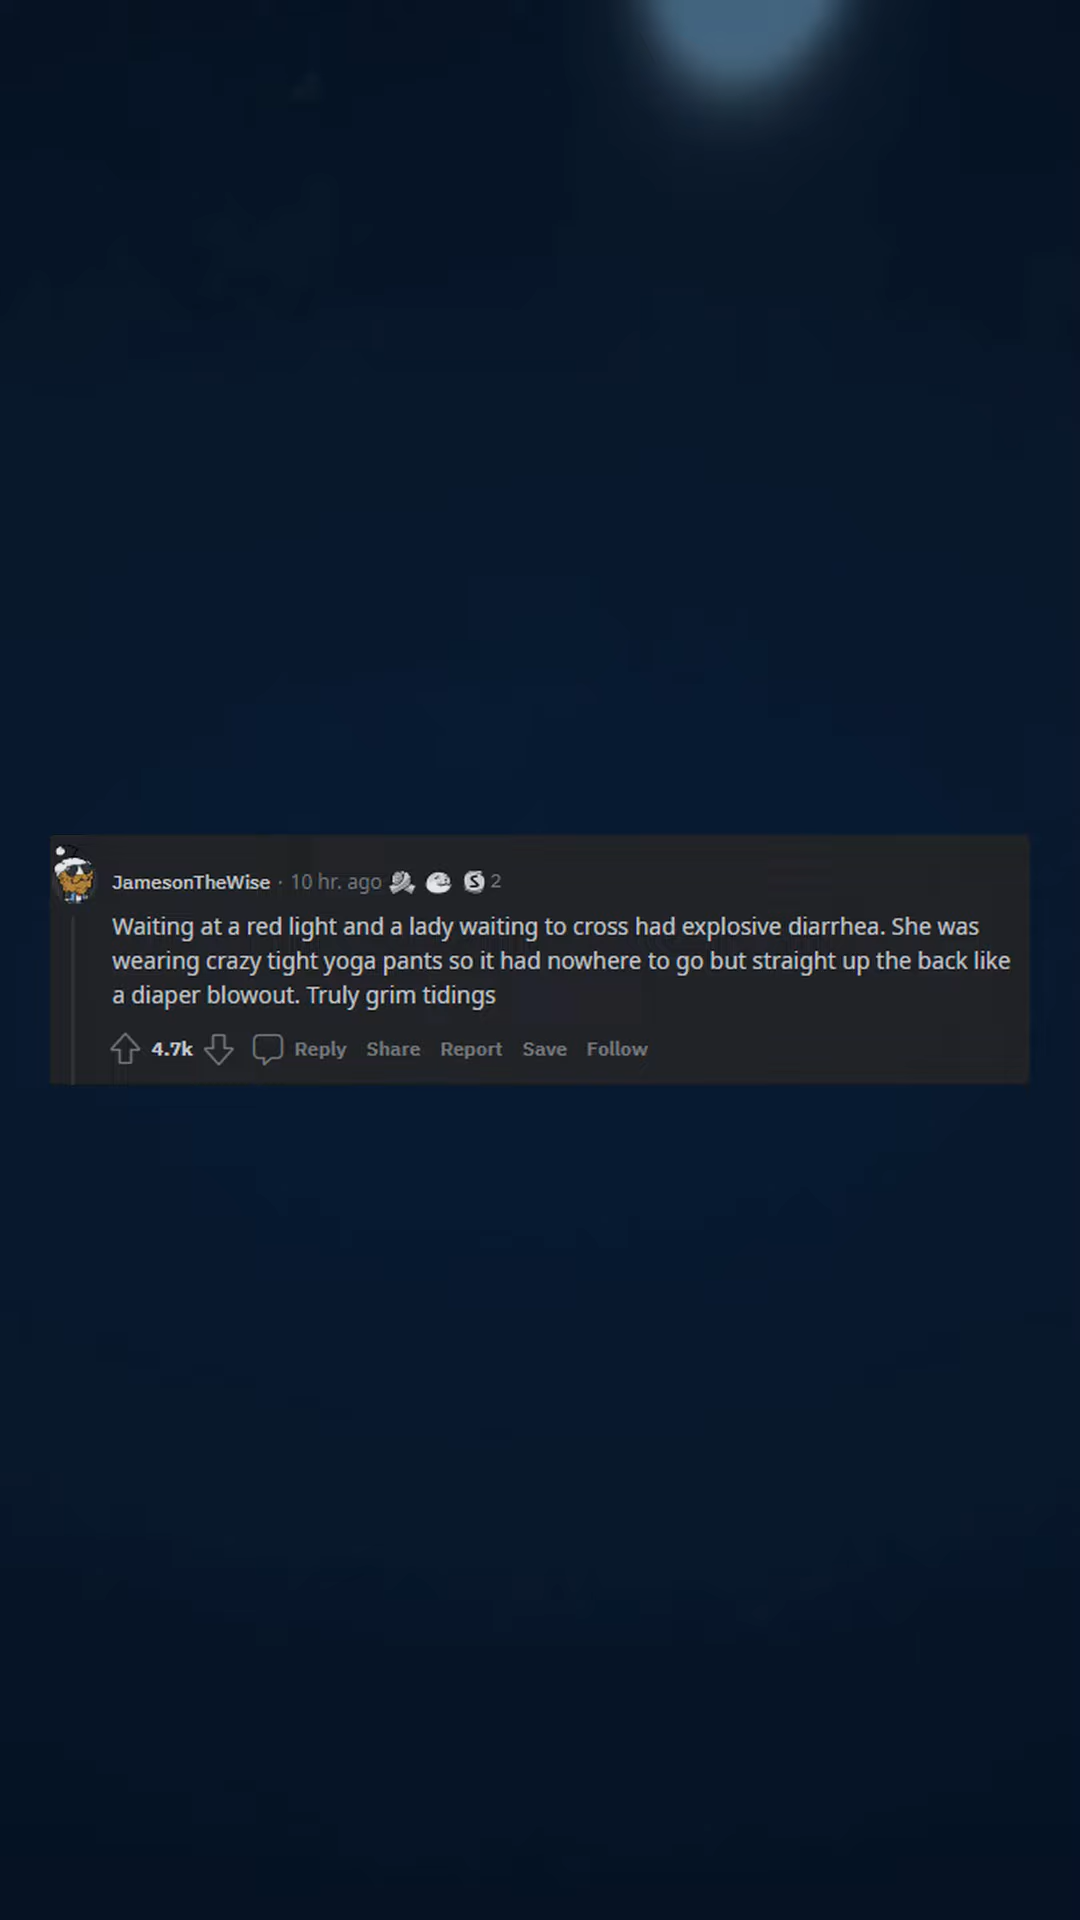 JamesonTheWise · 10 hr. ago 2
Waiting at a red light and a lady waiting to cross had explosive diarrhea. She was
wearing crazy tight yoga pants so it had nowhere to go but straight up the back like
a diaper blowout. Truly grim tidings
4.7k Reply Share Report Save Follow